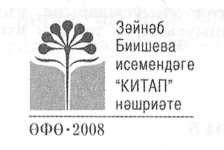 Зәйнәб
Биишева
исемендәге
"КИТАП"
нәшриәте
ӨФӨ·2008